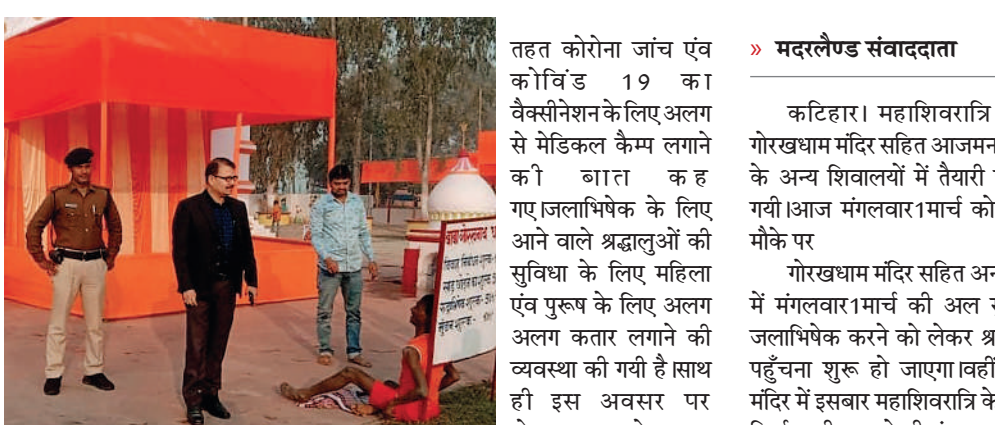 तहत कोरोना जांच एंव
कोविंड 19 का
वैक्सीनेशन के लिए अलग
से मेडिकल कैम्प लगाने
की बात कह
गए।जलाभिषेक के लिए
आने वाले श्रद्धालुओं की
सुविधा के लिए महिला
एंव पुरूष के लिए अलग
अलग कतार लगाने की
व्यवस्था की गयी है।साथ
ही इस अवसर पर
» मदरलैण्ड संवाददाता
कटिहार। महाशिवरात्रि
गोरखधाम मंदिर सहित आजमन
के अन्य शिवालयों में तैयारी
गयी।आज मंगलवार1मार्च को
मौके पर
गोरखधाम मंदिर सहित अन
में मंगलवार1मार्च की अल
जलाभिषेक करने को लेकर श्र
पहुँचना शुरू हो जाएगा।वहीं
मंदिर में इसबार महाशिवरात्रि के